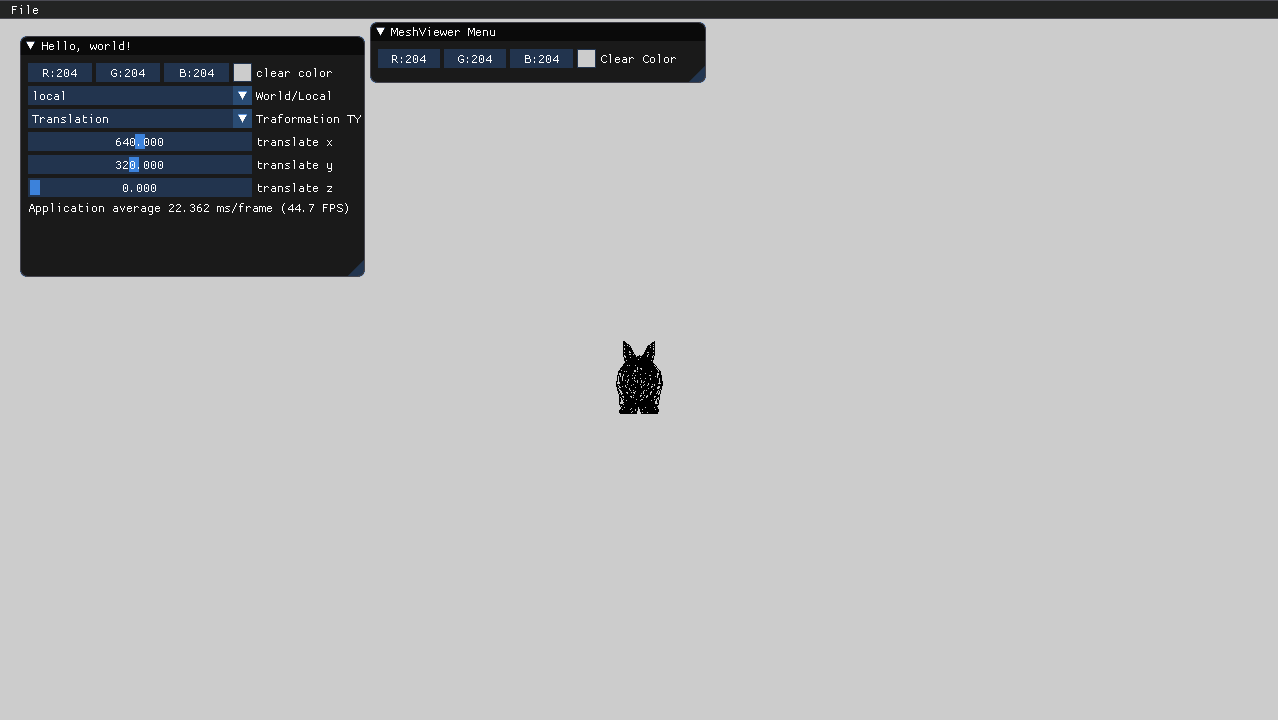 File
Hello, world!
R:204 G:204 B:204 clear color
local World/Local
Translation Traformation TY
640.000 translate x
320.000 translate y
0.000 translate z
Application average 22.362 ms/frame (44.7 FPS)
MeshViewer Menu
R:204 G:204 B:204 Clear Color